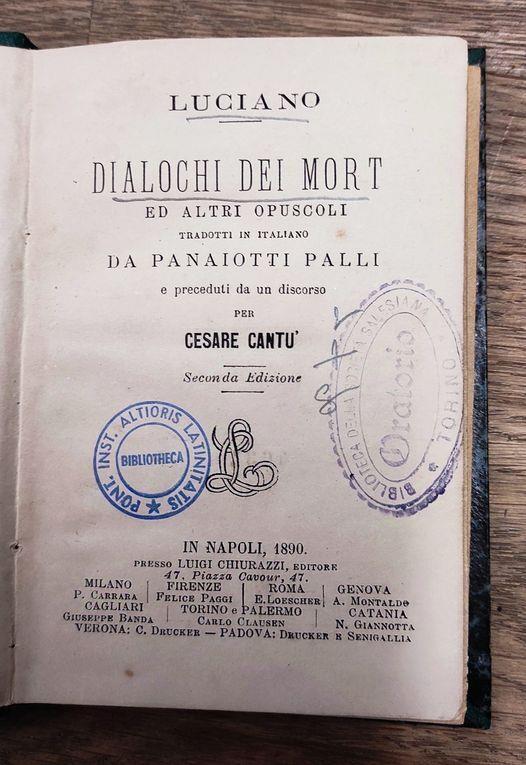 LUCIANO
DIALOCHI DEI MORT
ED ALTRI OPUSCOLI
TRADOTTI IN ITALIANO
DA PANAIOTTI PALLI
e preceduti da un discorso
PER
CESARE CANTU'
Seconda Edizione
PONT. INST. ALTIORIS LATINITATIS
BIBLIOTHECA
BIBLIOTECA DELLA
SALESIANA
TORINO
Oratorio
IN NAPOLI, 1890.
PRESSO LUIGI CHIURAZZI, EDITORE
47. Piazza Cavour, 47.
MILANO | FIRENZE | ROMA | GENOVA
P. CARRARA | FELICE PAGGI | E. LOESCHER | A. MONTALDO
CAGLIARI | TORINO e PALERMO | CATANIA
GIUSEPPE BANDA | CARLO CLAUSEN | N. GIANNOTTA
VERONA: C. DRUCKER — PADOVA: DRUCKER E SENIGALLIA